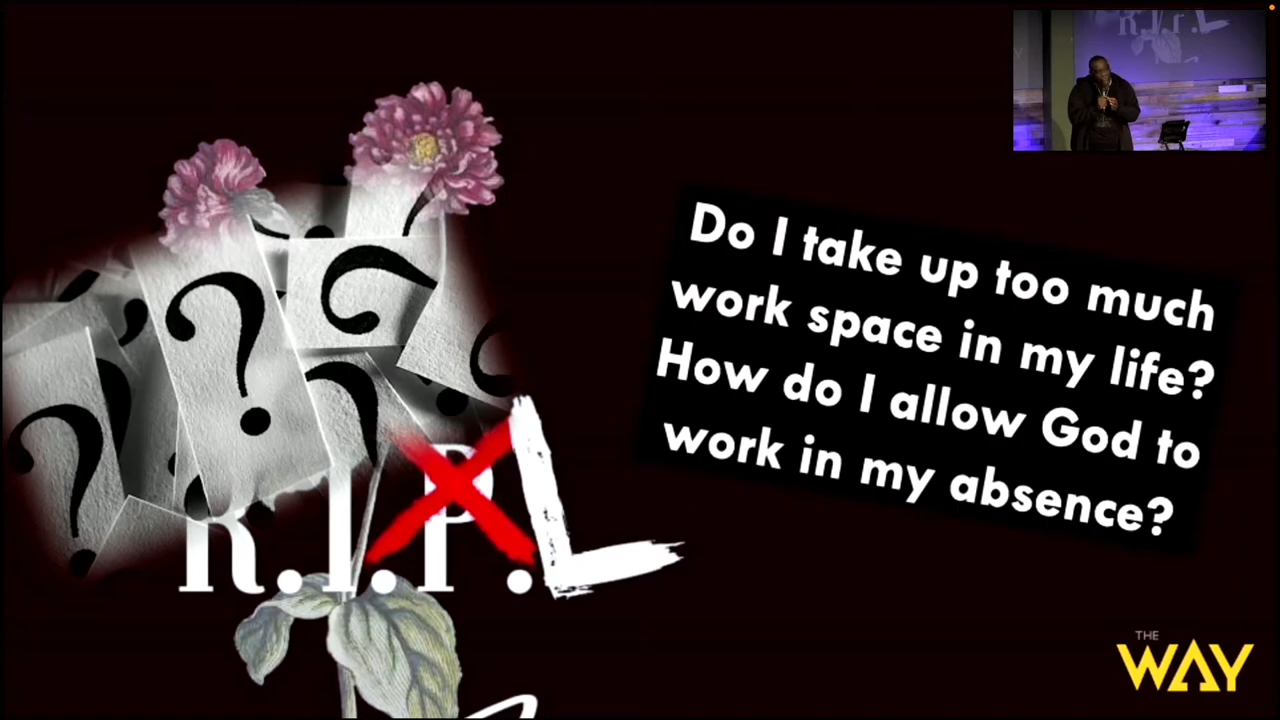 R.I.P.L
Do I take up too much
work space in my life?
How do I allow God to
work in my absence?
R.I.P.L
THE
WAY
?
?
?